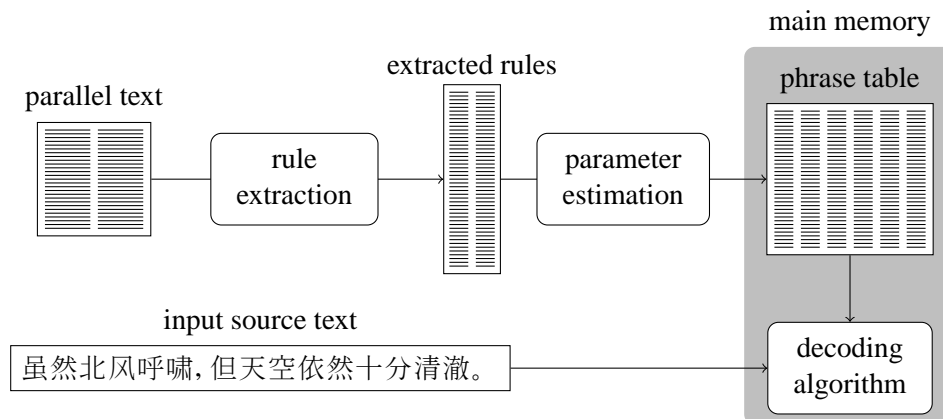 main memory
extracted rules
phrase table
parallel text
rule
extraction
parameter
estimation
input source text
虽然北风呼啸,但天空依然十分清澈。
decoding
algorithm